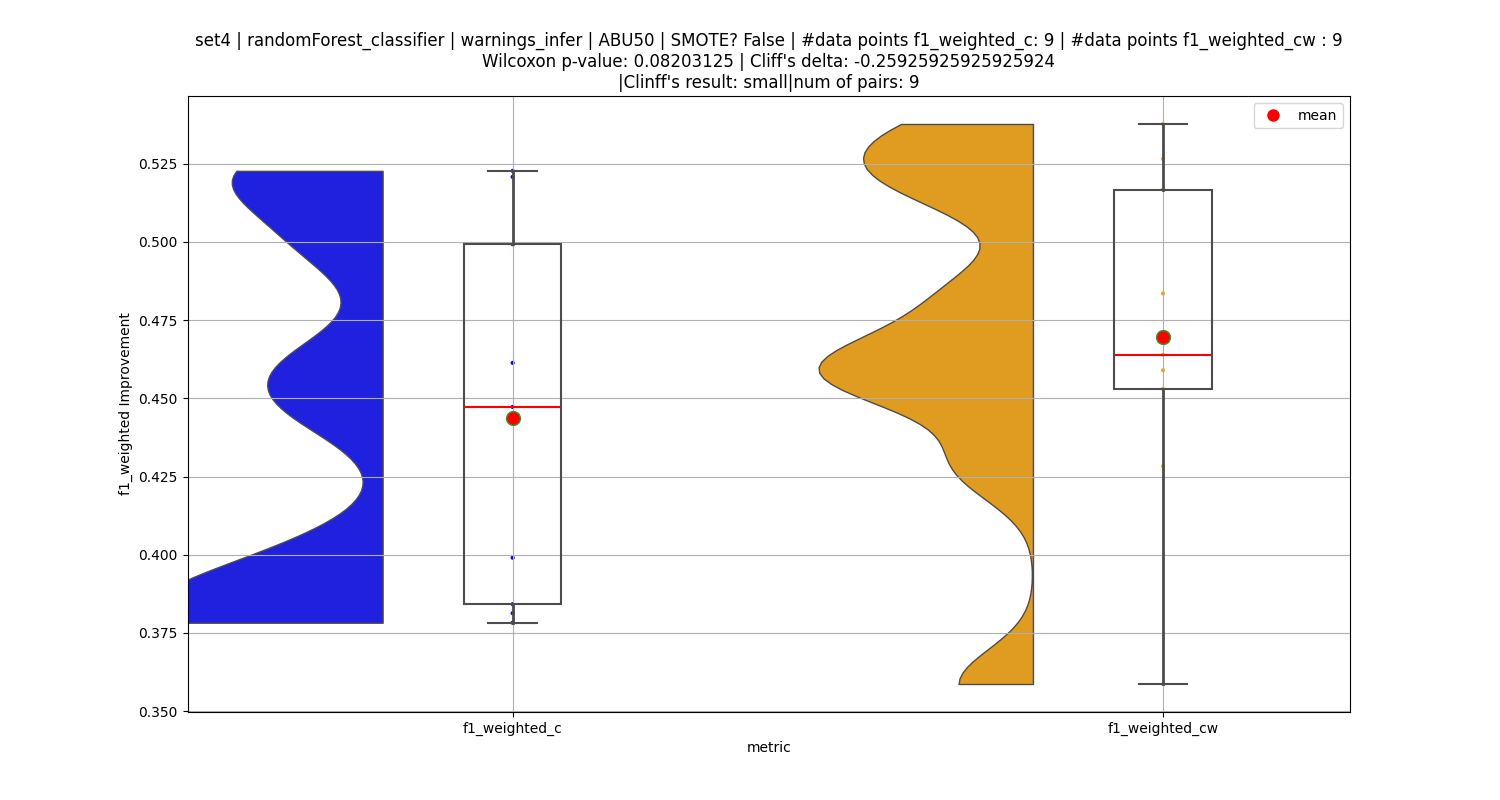 set4 | randomForest_classifier | warnings_infer | ABU50 | SMOTE? False | #data points f1_weighted_c: 9 | #data points f1_weighted_cw : 9
Wilcoxon p-value: 0.08203125 | Cliff's delta: -0.25925925925925924
|Clinff's result: small|num of pairs: 9
mean
0.525
0.500
0.475
0.450
0.425
0.400
0.375
0.350
f1_weighted Improvement
f1_weighted_c
f1_weighted_cw
metric